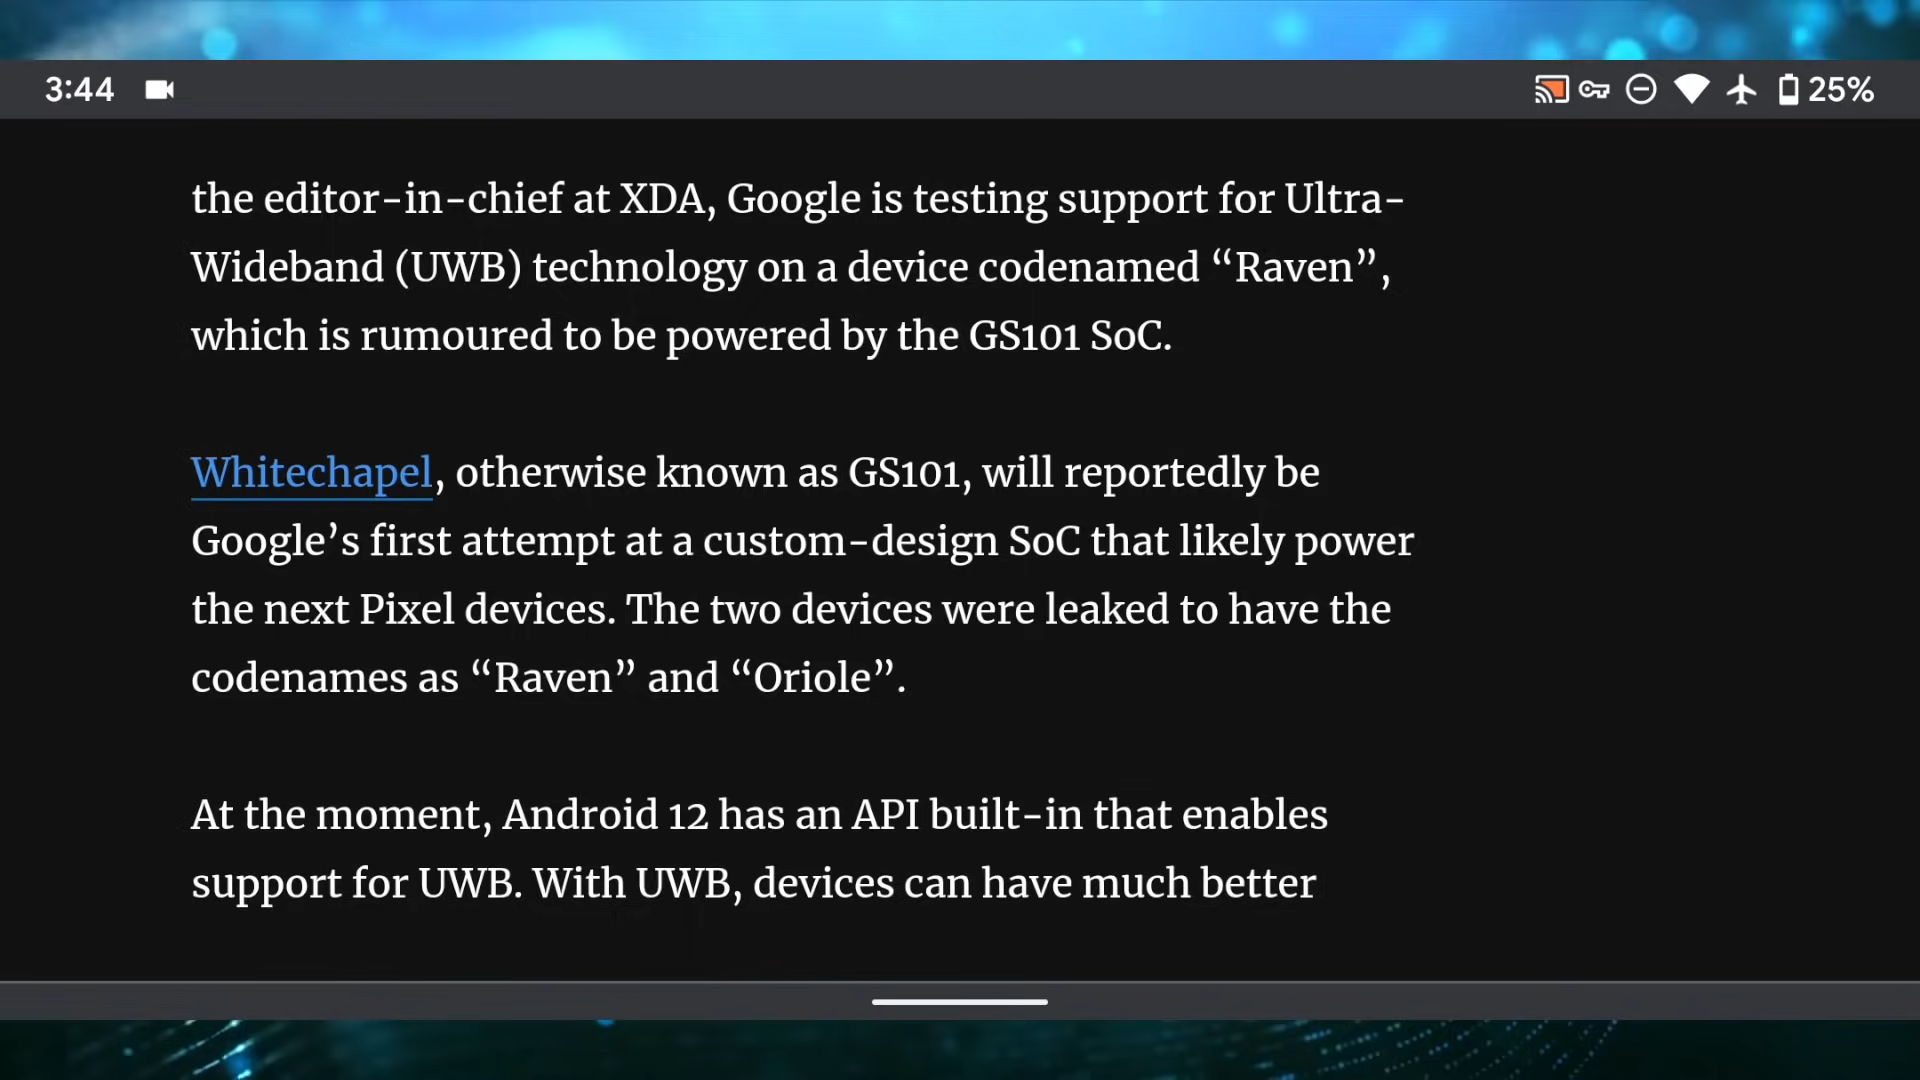 3:44
25%
the editor-in-chief at XDA, Google is testing support for Ultra-
Wideband (UWB) technology on a device codenamed “Raven”,
which is rumoured to be powered by the GS101 SoC.
Whitechapel, otherwise known as GS101, will reportedly be
Google’s first attempt at a custom-design SoC that likely power
the next Pixel devices. The two devices were leaked to have the
codenames as “Raven” and “Oriole”.
At the moment, Android 12 has an API built-in that enables
support for UWB. With UWB, devices can have much better